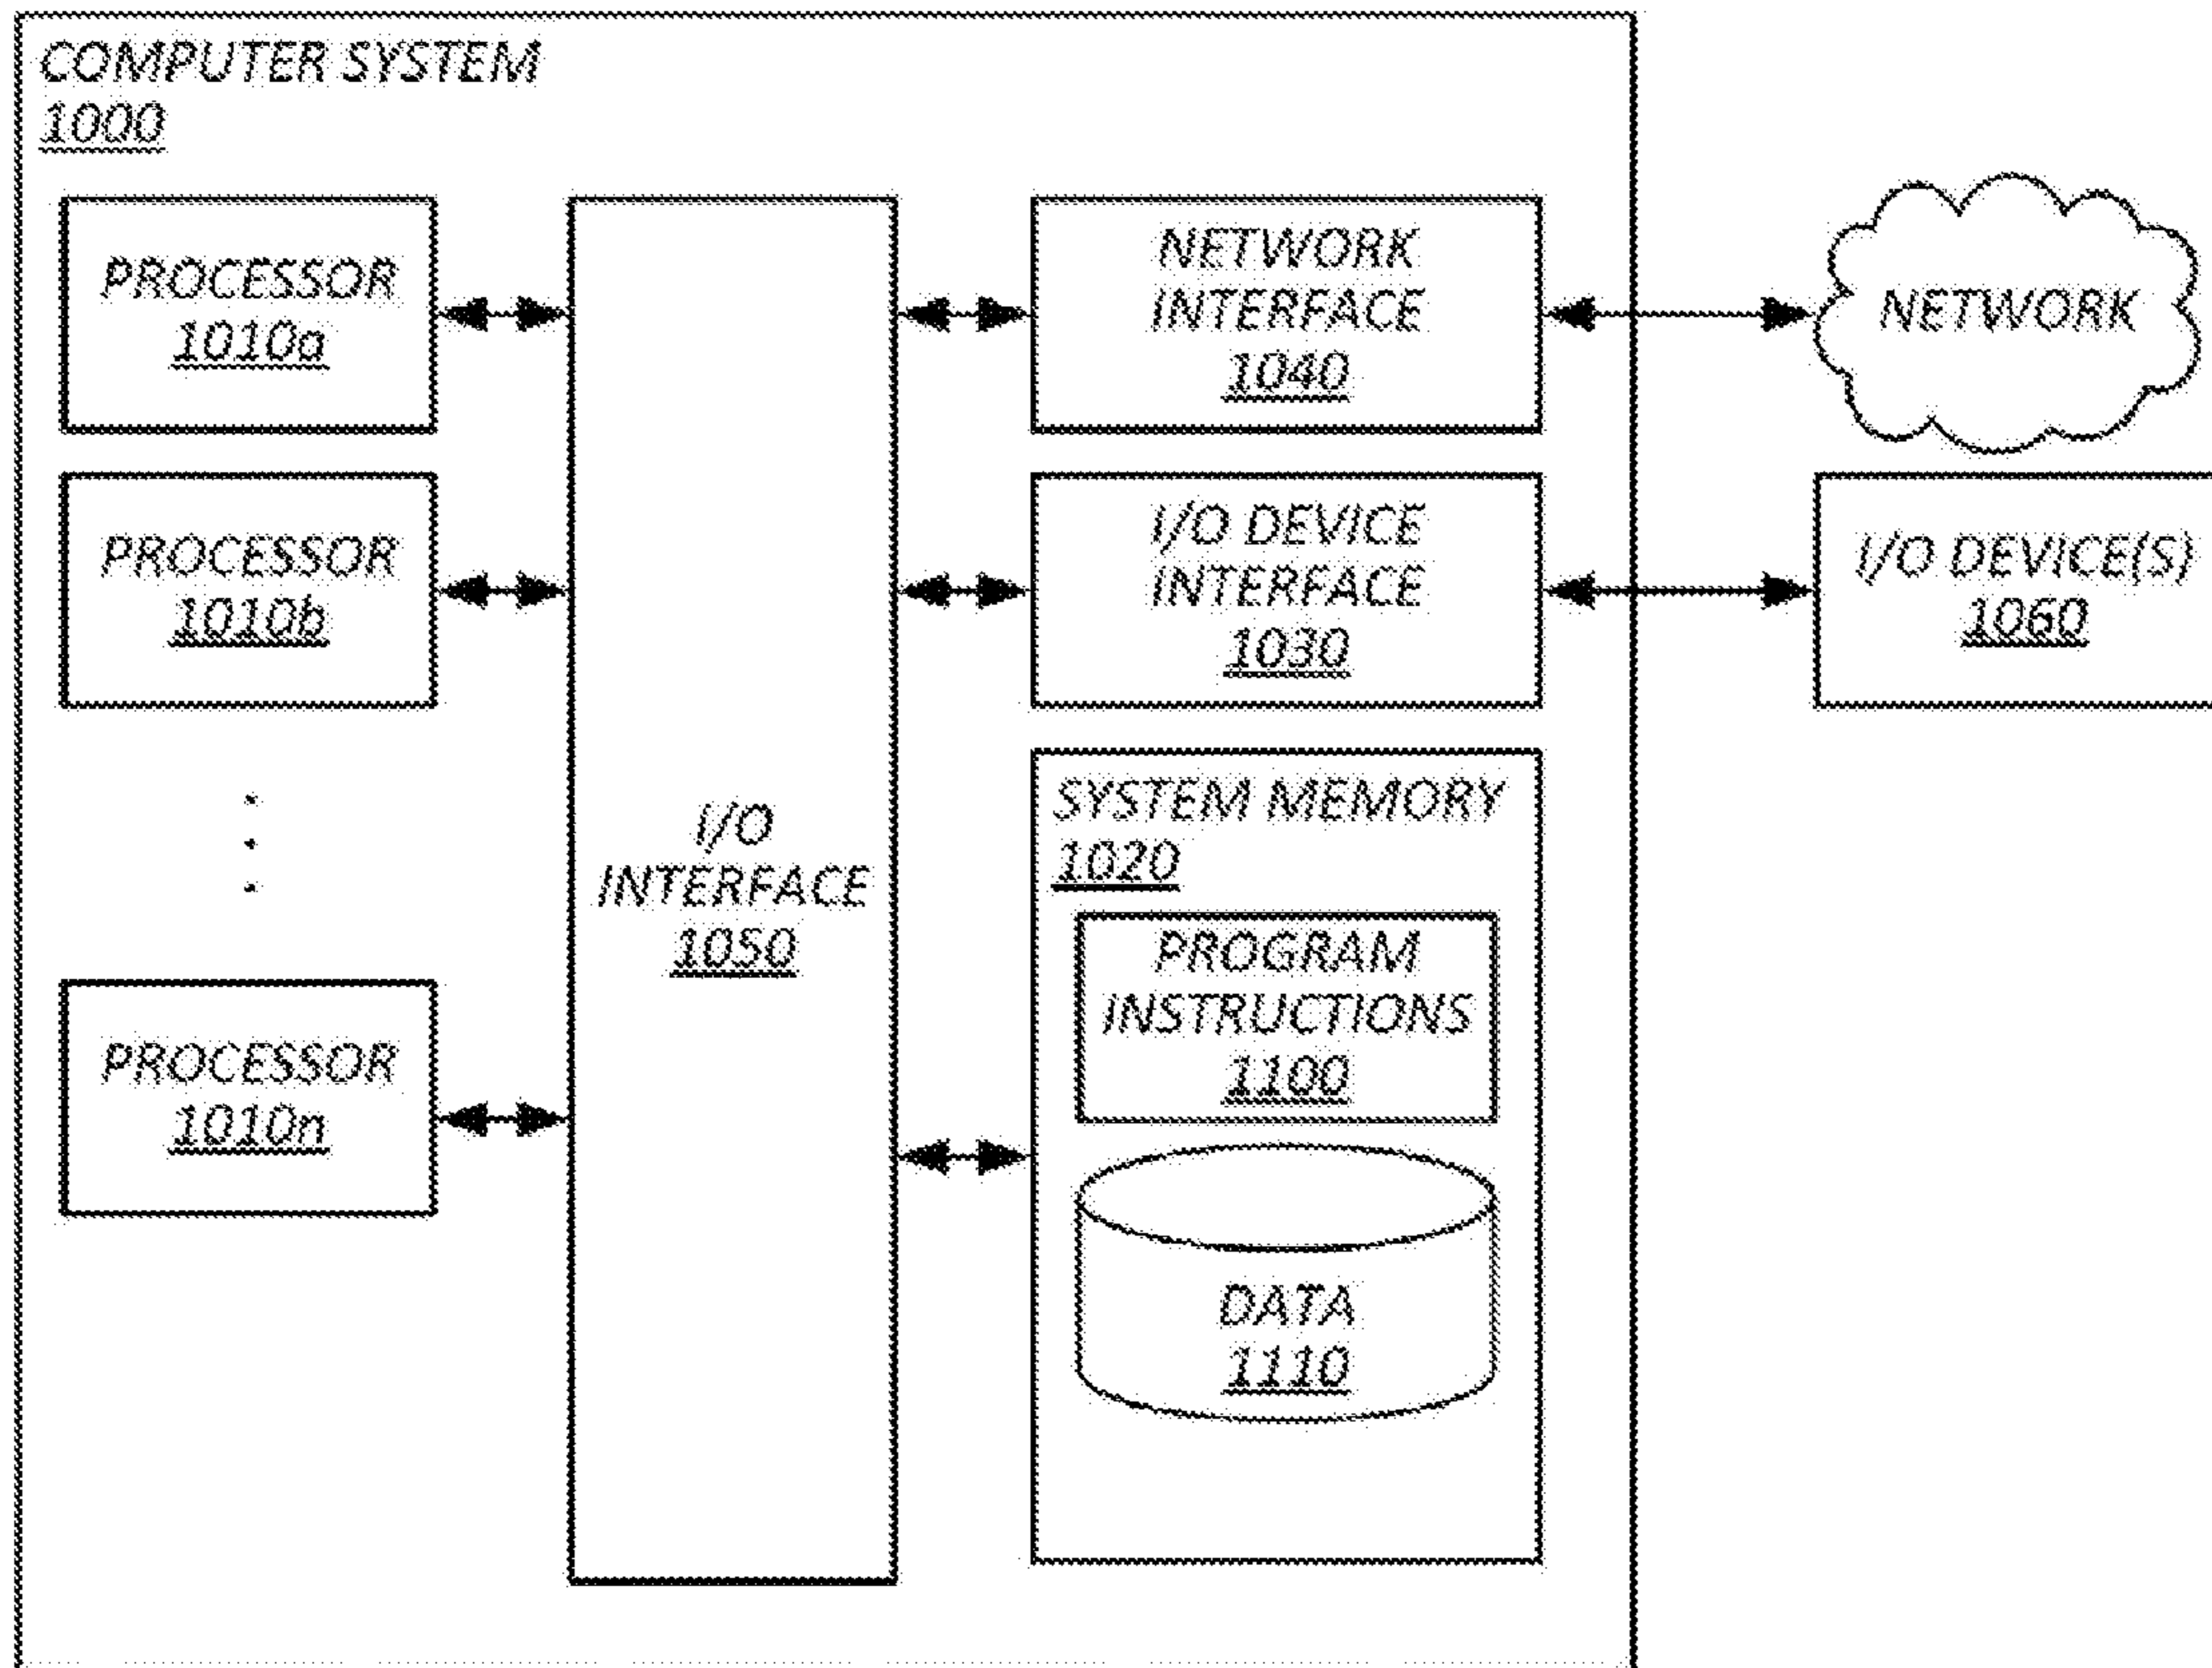 COMPUTER SYSTEM
1000
PROCESSOR
1010a
PROCESSOR
1010b
PROCESSOR
1010n
I/O
INTERFACE
1050
NETWORK
INTERFACE
1040
I/O DEVICE
INTERFACE
1030
SYSTEM MEMORY
1020
PROGRAM
INSTRUCTIONS
1100
DATA
1110
NETWORK
I/O DEVICE(S)
1060